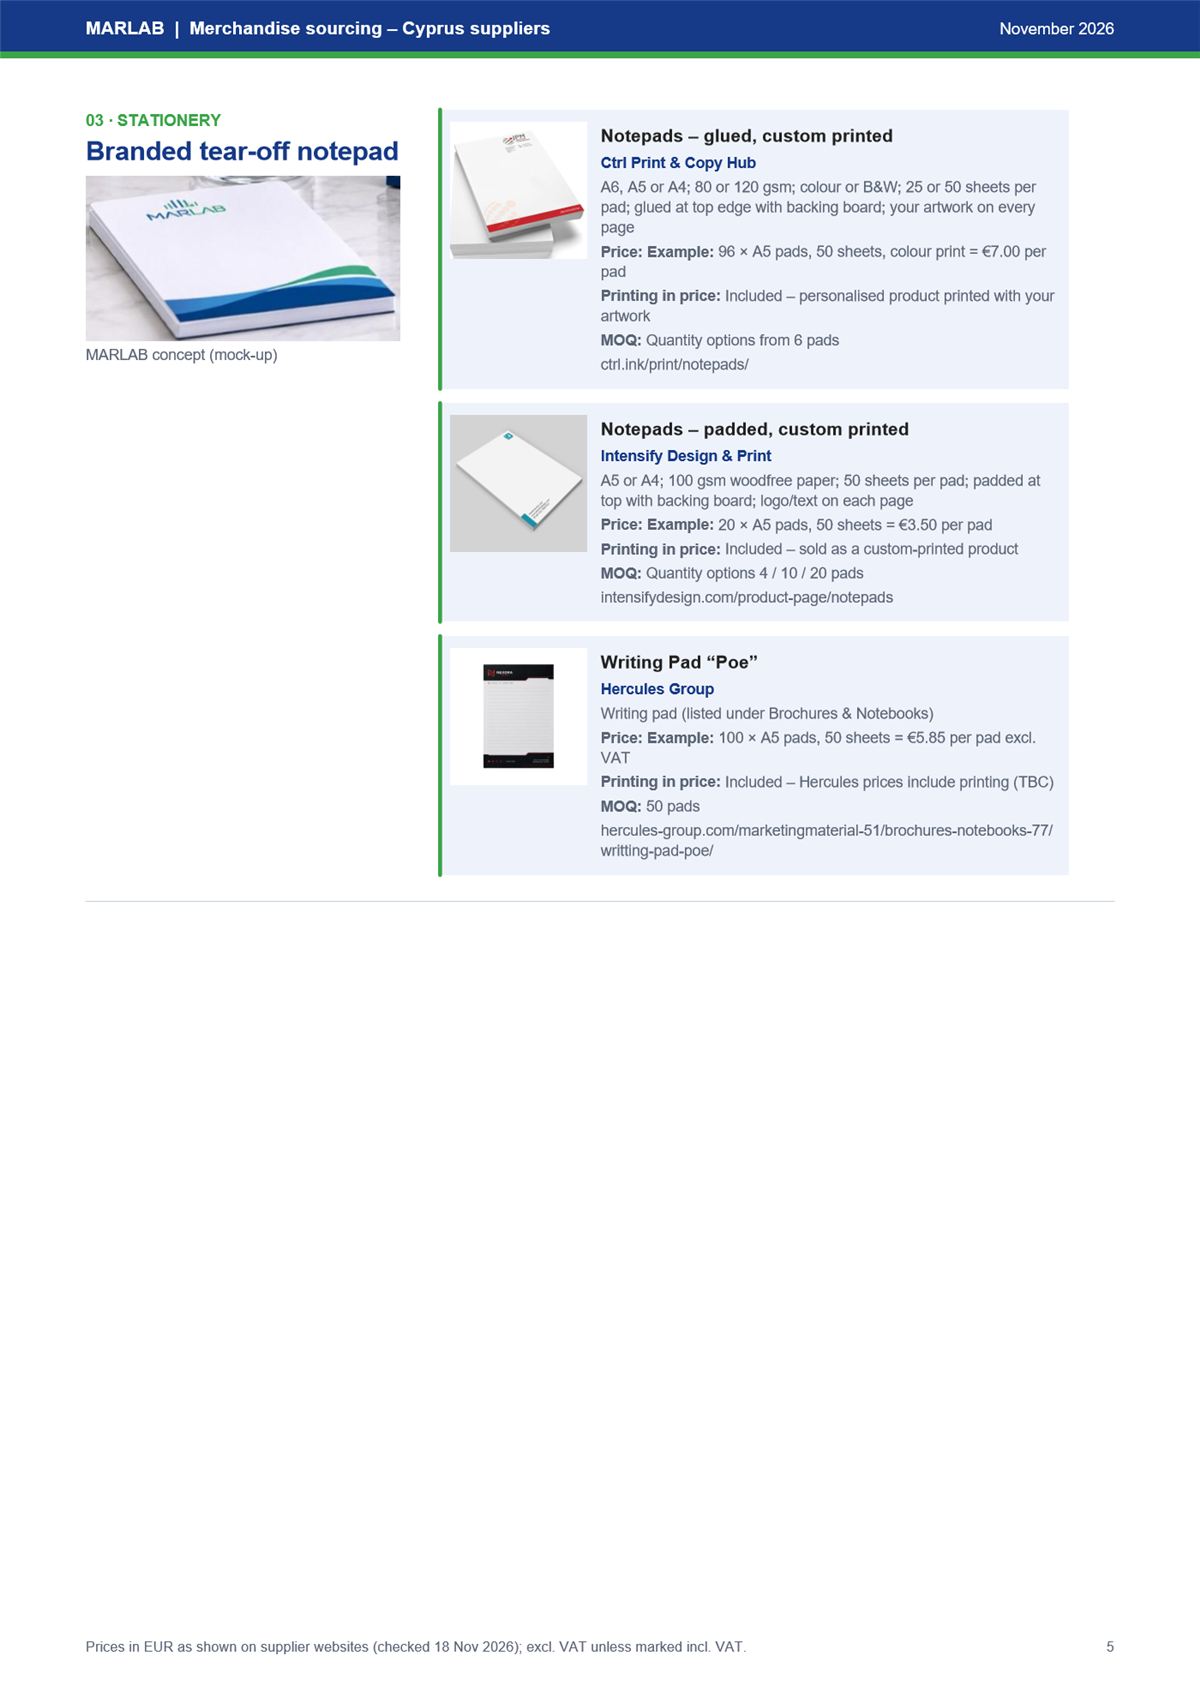 MARLAB | Merchandise sourcing – Cyprus suppliers
November 2026
03 · STATIONERY
Branded tear-off notepad
MARLAB
MARLAB concept (mock-up)
Notepads – glued, custom printed
Ctrl Print & Copy Hub
A6, A5 or A4; 80 or 120 gsm; colour or B&W; 25 or 50 sheets per
pad; glued at top edge with backing board; your artwork on every
page
Price: Example: 96 × A5 pads, 50 sheets, colour print = €7.00 per
pad
Printing in price: Included – personalised product printed with your
artwork
MOQ: Quantity options from 6 pads
ctrl.ink/print/notepads/
Notepads – padded, custom printed
Intensify Design & Print
A5 or A4; 100 gsm woodfree paper; 50 sheets per pad; padded at
top with backing board; logo/text on each page
Price: Example: 20 × A5 pads, 50 sheets = €3.50 per pad
Printing in price: Included – sold as a custom-printed product
MOQ: Quantity options 4 / 10 / 20 pads
intensifydesign.com/product-page/notepads
Writing Pad “Poe”
Hercules Group
Writing pad (listed under Brochures & Notebooks)
Price: Example: 100 × A5 pads, 50 sheets = €5.85 per pad excl.
VAT
Printing in price: Included – Hercules prices include printing (TBC)
MOQ: 50 pads
hercules-group.com/marketingmaterial-51/brochures-notebooks-77/
writting-pad-poe/
Prices in EUR as shown on supplier websites (checked 18 Nov 2026); excl. VAT unless marked incl. VAT.
5